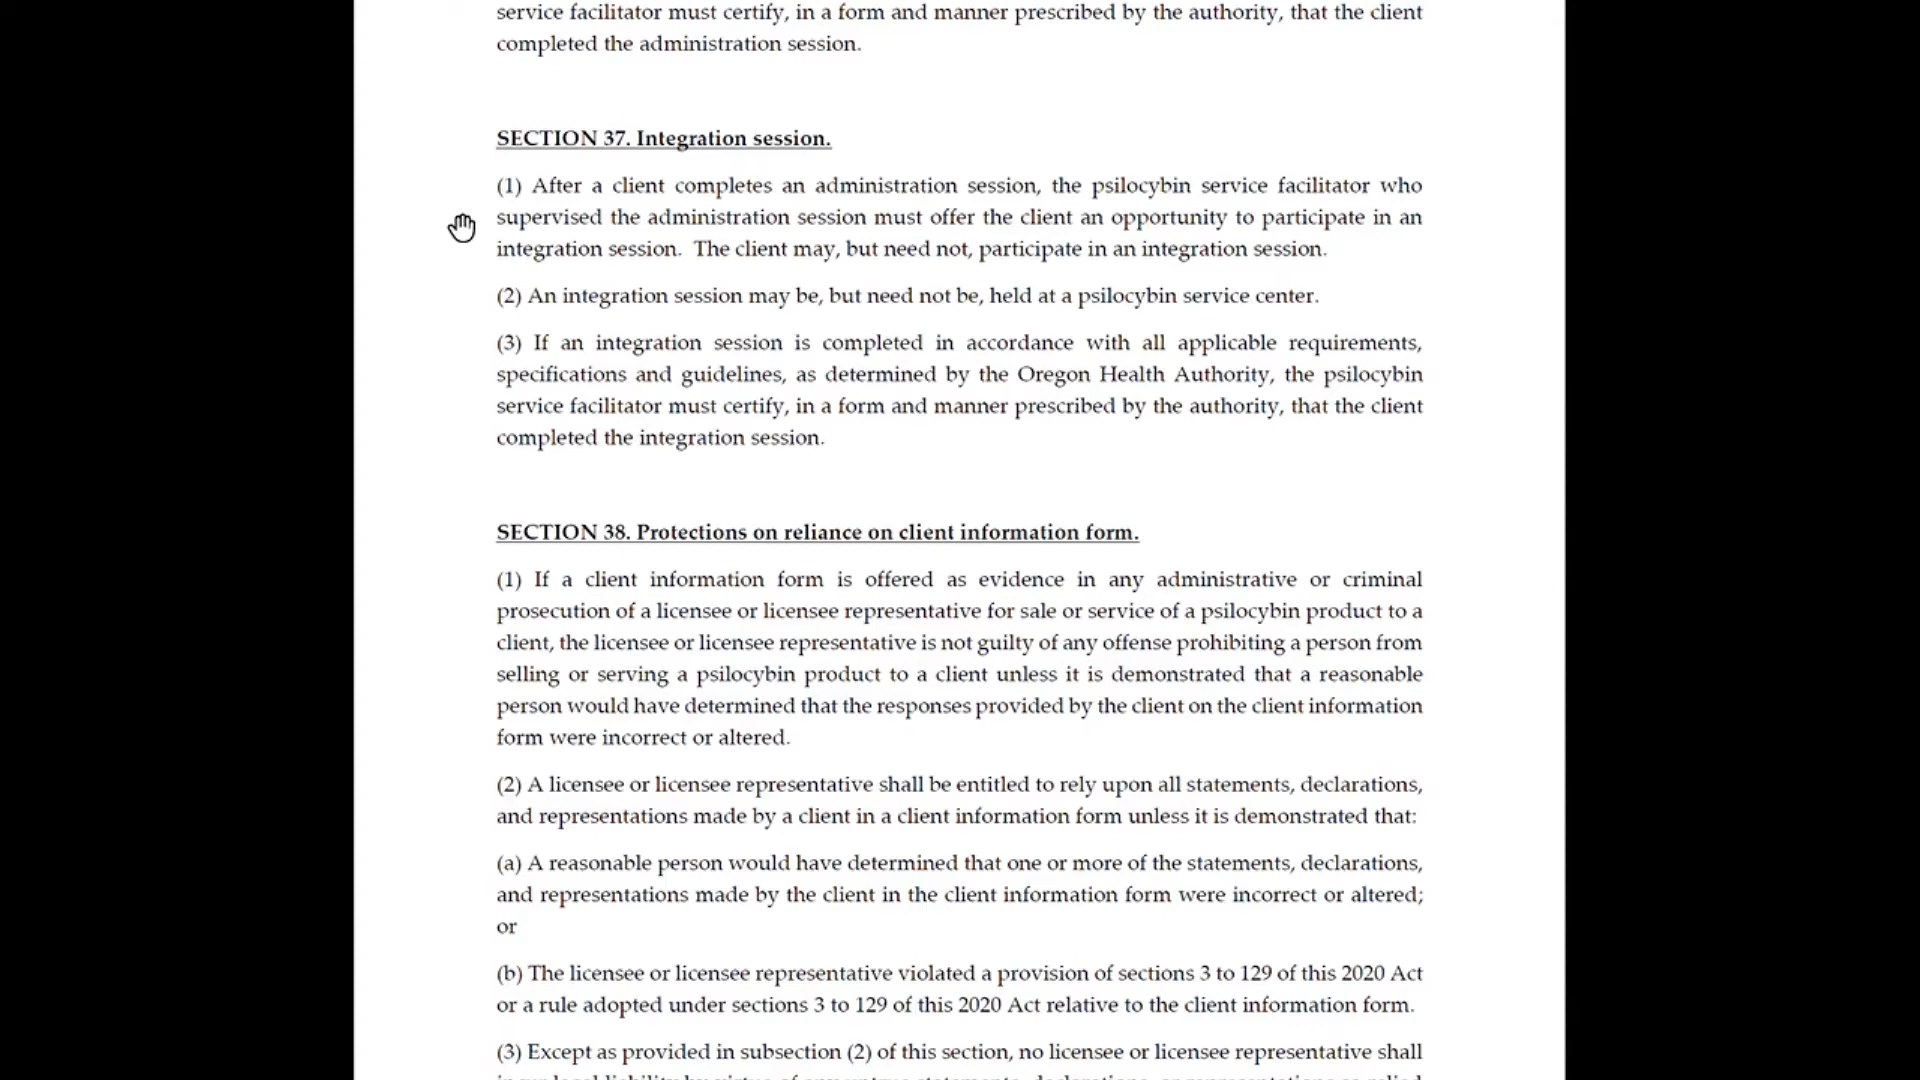 service facilitator must certify, in a form and manner prescribed by the authority, that the client
completed the administration session.
SECTION 37. Integration session.
(1) After a client completes an administration session, the psilocybin service facilitator who
supervised the administration session must offer the client an opportunity to participate in an
integration session.  The client may, but need not, participate in an integration session.
(2) An integration session may be, but need not be, held at a psilocybin service center.
(3) If an integration session is completed in accordance with all applicable requirements,
specifications and guidelines, as determined by the Oregon Health Authority, the psilocybin
service facilitator must certify, in a form and manner prescribed by the authority, that the client
completed the integration session.
SECTION 38. Protections on reliance on client information form.
(1) If a client information form is offered as evidence in any administrative or criminal
prosecution of a licensee or licensee representative for sale or service of a psilocybin product to a
client, the licensee or licensee representative is not guilty of any offense prohibiting a person from
selling or serving a psilocybin product to a client unless it is demonstrated that a reasonable
person would have determined that the responses provided by the client on the client information
form were incorrect or altered.
(2) A licensee or licensee representative shall be entitled to rely upon all statements, declarations,
and representations made by a client in a client information form unless it is demonstrated that:
(a) A reasonable person would have determined that one or more of the statements, declarations,
and representations made by the client in the client information form were incorrect or altered;
or
(b) The licensee or licensee representative violated a provision of sections 3 to 129 of this 2020 Act
or a rule adopted under sections 3 to 129 of this 2020 Act relative to the client information form.
(3) Except as provided in subsection (2) of this section, no licensee or licensee representative shall